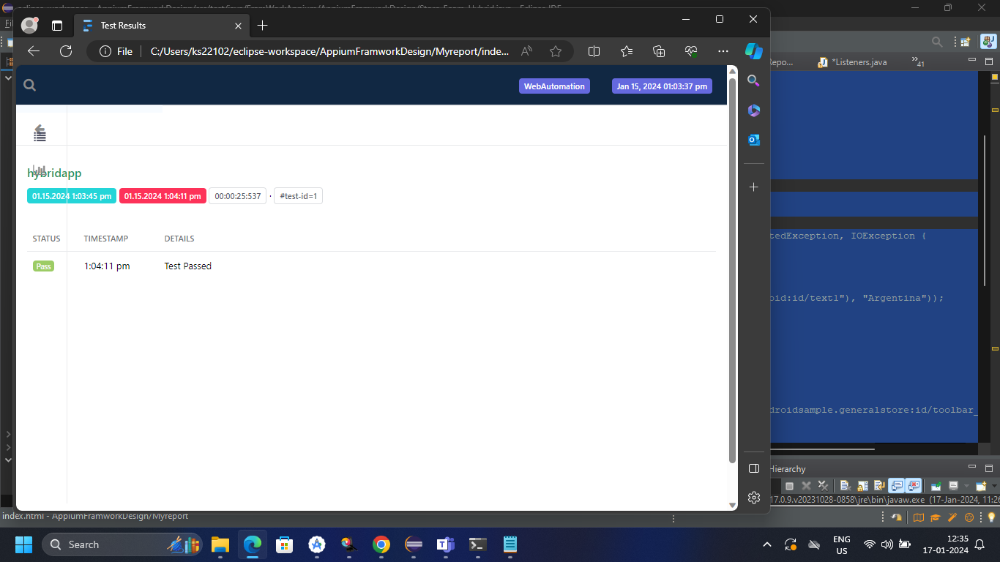 Test Results
File
C:/Users/ks22102/eclipse-workspace/AppiumFramworkDesign/Myreport/inde...
*Listeners.java
41
WebAutomation
Jan 15, 2024 01:03:37 pm
hybridapp
01.15.2024 1:03:45 pm
01.15.2024 1:04:11 pm
00:00:25:537
·
#test-id=1
STATUS
TIMESTAMP
DETAILS
Pass
1:04:11 pm
Test Passed
tedException, IOException {
oid:id/text1"), "Argentina"));
droidsample.generalstore:id/toolbar_
Hierarchy
17.0.9.v20231028-0858\jre\bin\javaw.exe (17-Jan-2024, 11:26
index.html - AppiumFramworkDesign/Myreport
Search
ENG
US
12:35
17-01-2024